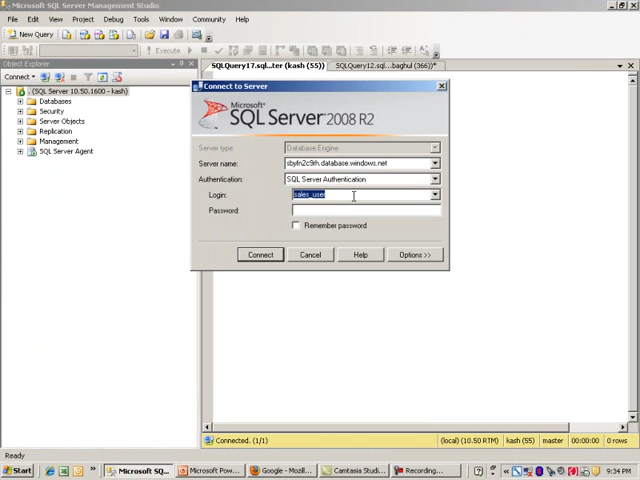 Microsoft SQL Server Management Studio
File Edit View Project Debug Tools Window Community Help
New Query
Execute
Object Explorer
SQLQuery17.sql...ter (kash (55))
SQLQuery12.sql...baghul (366))*
Connect
. (SQL Server 10.50.1600 - kash)
Databases
Security
Server Objects
Replication
Management
SQL Server Agent
Connect to Server
Microsoft
SQL Server 2008 R2
Server type: Database Engine
Server name: sbyfn2c9rh.database.windows.net
Authentication: SQL Server Authentication
Login: sales_user
Password:
Remember password
Connect Cancel Help Options >>
Connected. (1/1) (local) (10.50 RTM) kash (55) master 00:00:00 0 rows
Ready
Start Microsoft SQ... Microsoft Pow... Google - Mozill... Camtasia Studi... Recording... 9:34 PM